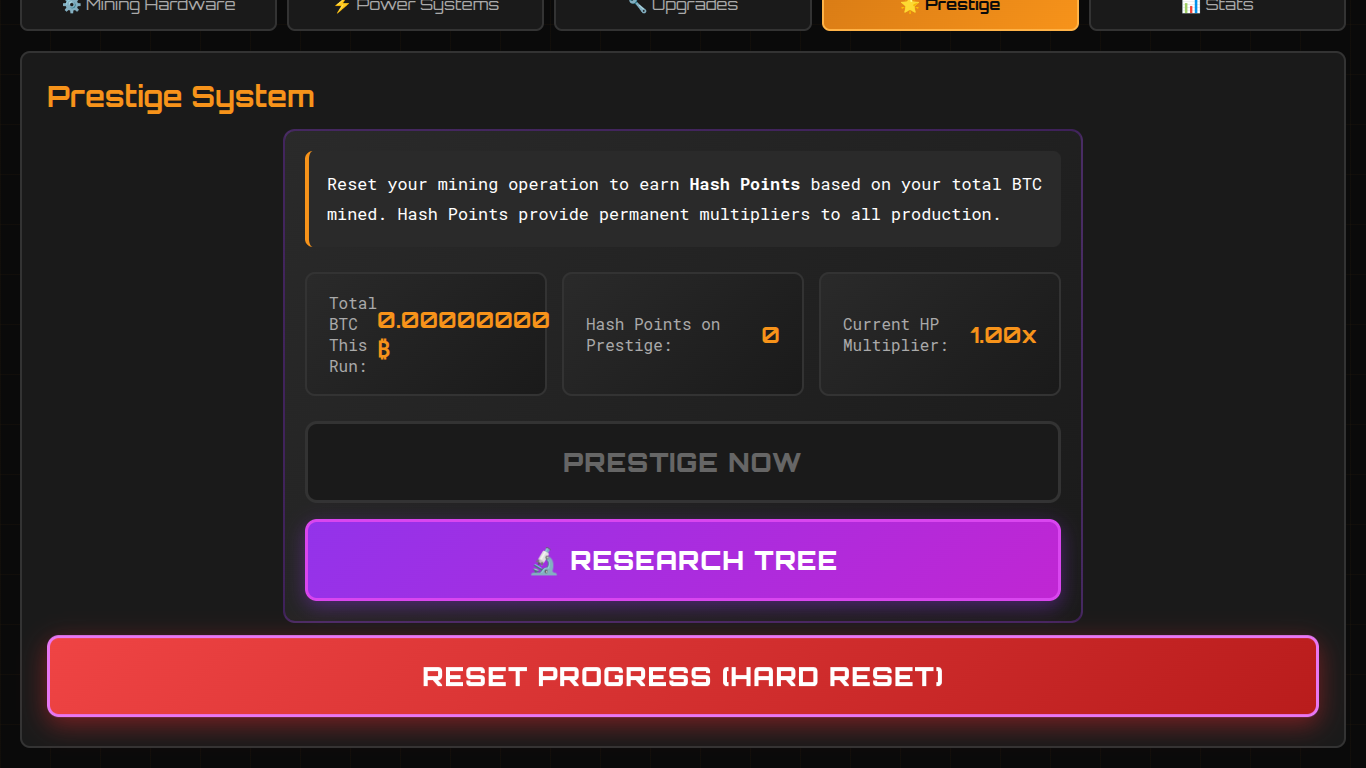 ⚙️ Mining Hardware
⚡ Power Systems
🔧 Upgrades
🌟 Prestige
📊 Stats
Prestige System
Reset your mining operation to earn Hash Points based on your total BTC
mined. Hash Points provide permanent multipliers to all production.
Total
BTC
This
Run:
0.000000000
₿
Hash Points on
Prestige:
0
Current HP
Multiplier:
1.00x
PRESTIGE NOW
🔬 RESEARCH TREE
RESET PROGRESS (HARD RESET)